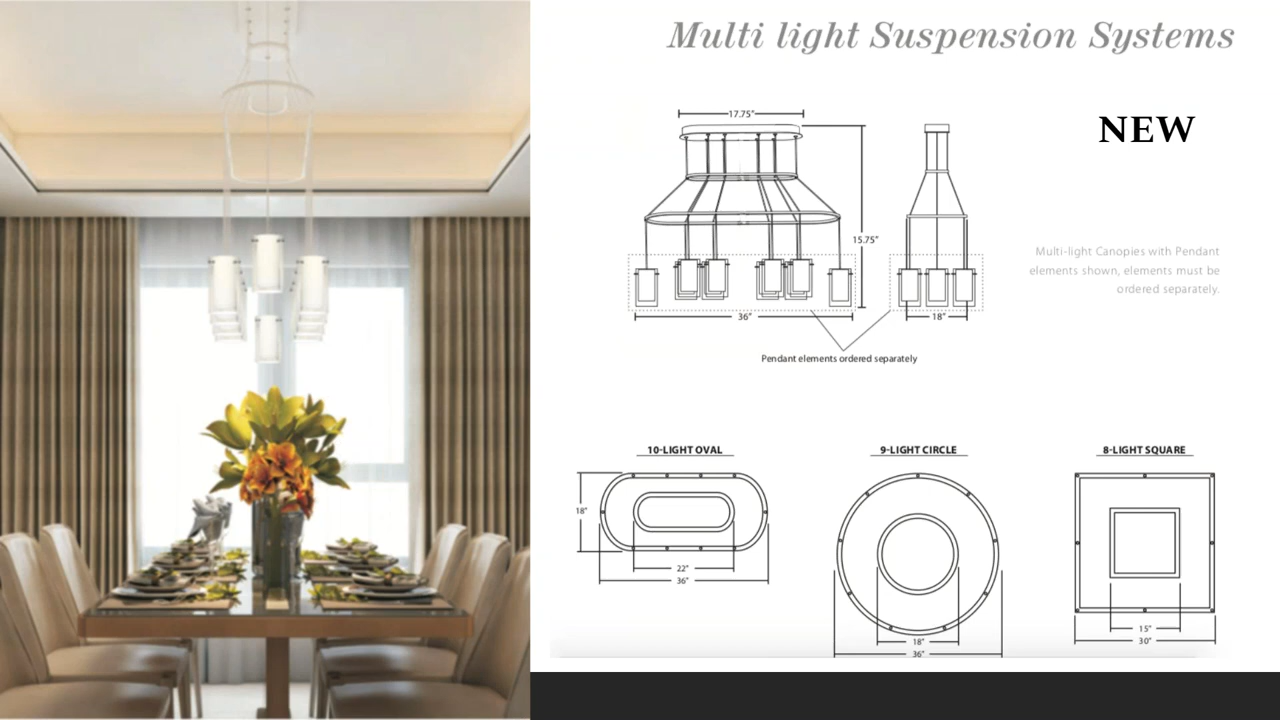 Multi light Suspension Systems
17.75"
NEW
15.75"
Multi-light Canopies with Pendant
elements shown, elements must be
ordered separately.
36"
18"
Pendant elements ordered separately
10-LIGHT OVAL
9-LIGHT CIRCLE
8-LIGHT SQUARE
18"
22"
36"
18"
36"
15"
30"